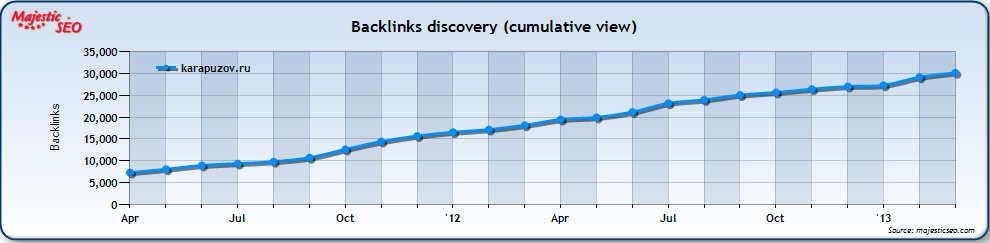 Majestic
SEO
Backlinks discovery (cumulative view)
35,000
30,000
25,000
20,000
15,000
10,000
5,000
0
Backlinks
karapuzov.ru
Apr Jul Oct '12 Apr Jul Oct '13
Source: majesticseo.com